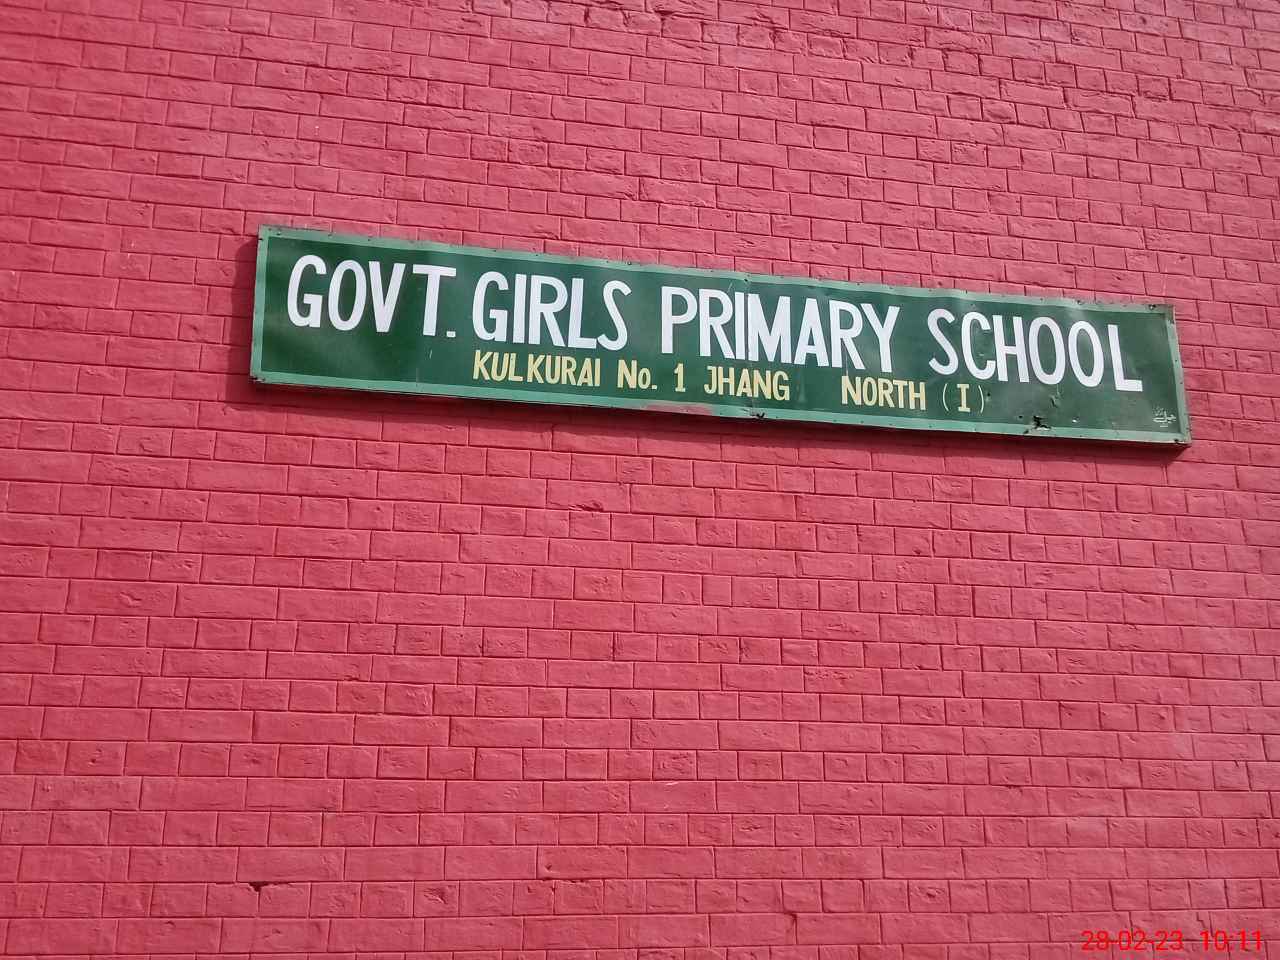 GOVT. GIRLS PRIMARY SCHOOL
KULKURAI No. 1 JHANG NORTH (I)
28-02-23 10:11